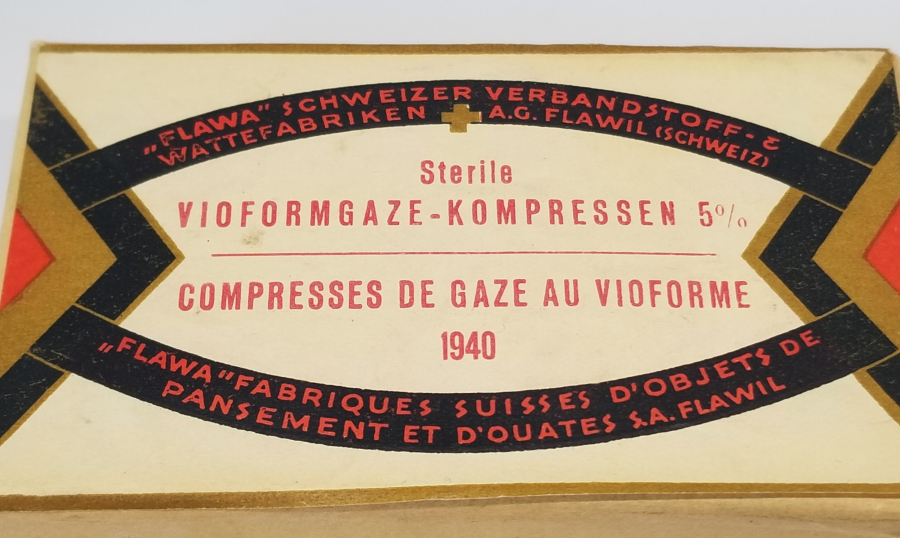 „FLAWA" SCHWEIZER VERBANDSTOFF- &
WATTEFABRIKEN A.G. FLAWIL (SCHWEIZ)
Sterile
VIOFORMGAZE-KOMPRESSEN 5%
COMPRESSES DE GAZE AU VIOFORME
1940
„FLAWA" FABRIQUES SUISSES D'OBJETS DE
PANSEMENT ET D'OUATES S.A. FLAWIL